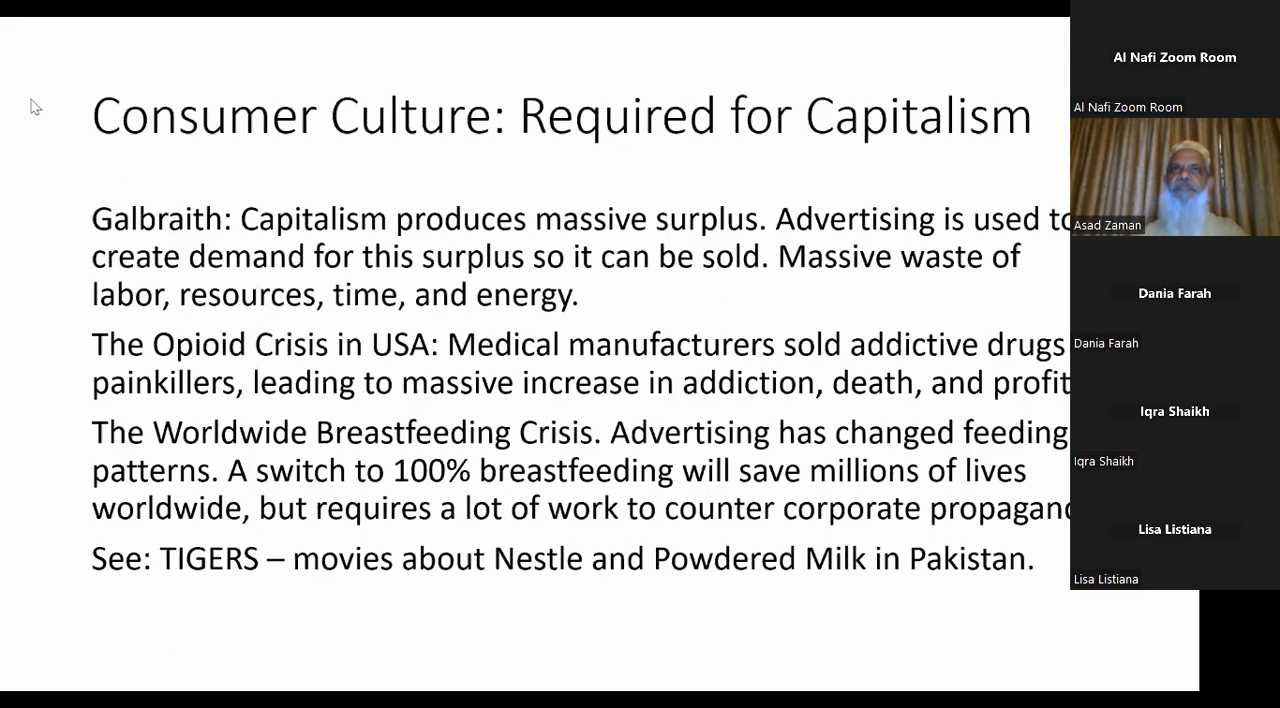 Consumer Culture: Required for Capitalism
Galbraith: Capitalism produces massive surplus. Advertising is used to
create demand for this surplus so it can be sold. Massive waste of
labor, resources, time, and energy.
The Opioid Crisis in USA: Medical manufacturers sold addictive drugs
painkillers, leading to massive increase in addiction, death, and profit
The Worldwide Breastfeeding Crisis. Advertising has changed feeding
patterns. A switch to 100% breastfeeding will save millions of lives
worldwide, but requires a lot of work to counter corporate
See: TIGERS – movies about Nestle and Powdered Milk in Pakistan.
Al Nafi Zoom Room
Al Nafi Zoom Room
Asad Zaman
Dania Farah
Dania Farah
Iqra Shaikh
Iqra Shaikh
Lisa Listiana
Lisa Listiana